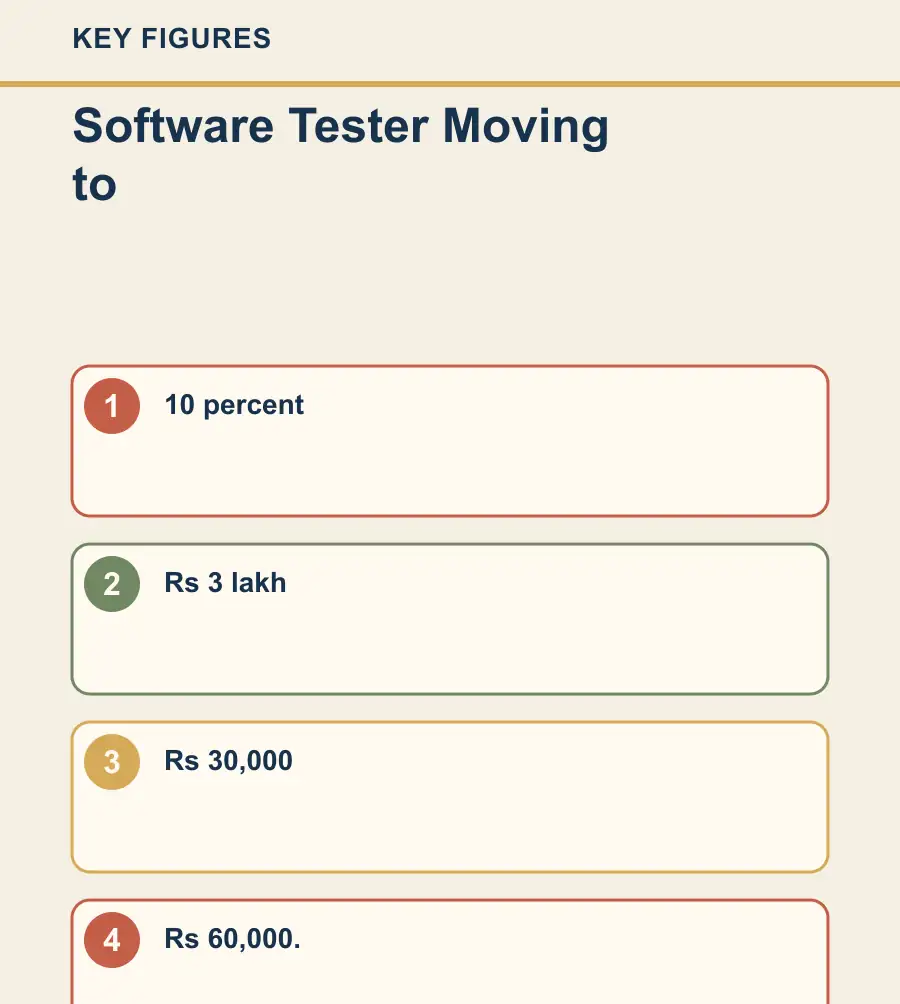 KEY FIGURES
Software Tester Moving
to
1
10 percent
2
Rs 3 lakh
3
Rs 30,000
4
Rs 60,000.